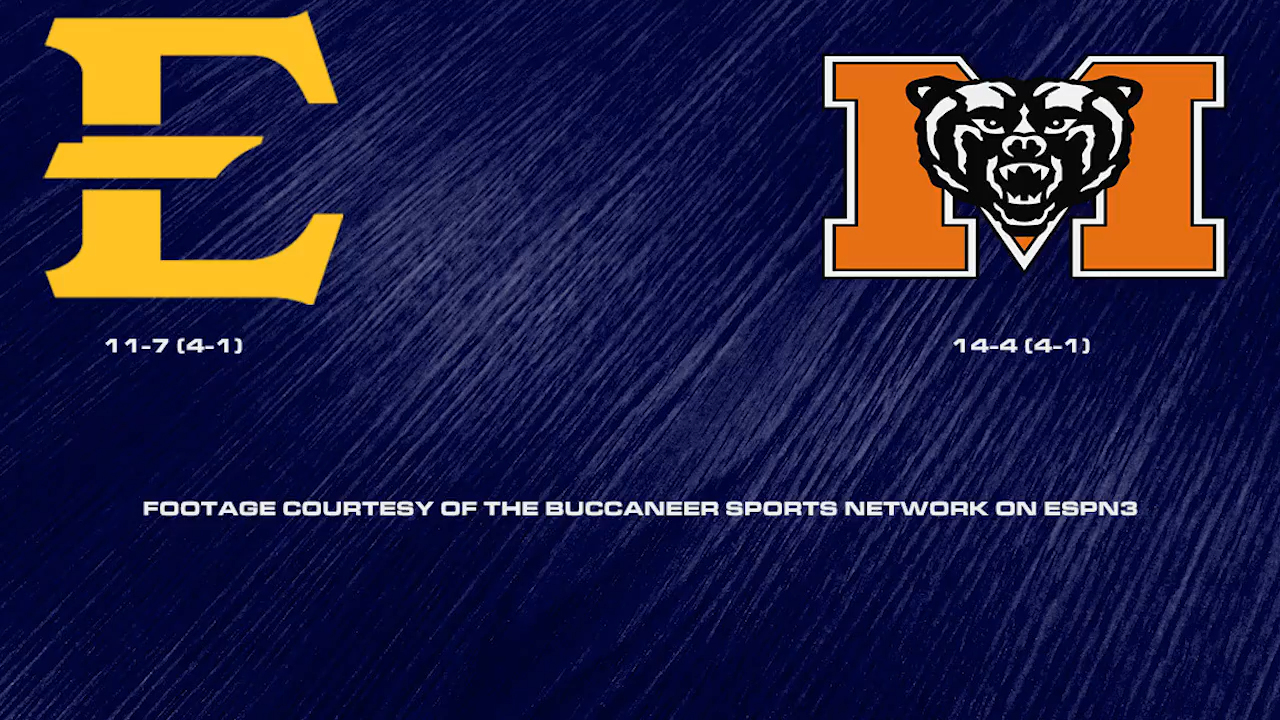 E
M
11-7 (4-1)
14-4 (4-1)
FOOTAGE COURTESY OF THE BUCCANEER SPORTS NETWORK ON ESPN3